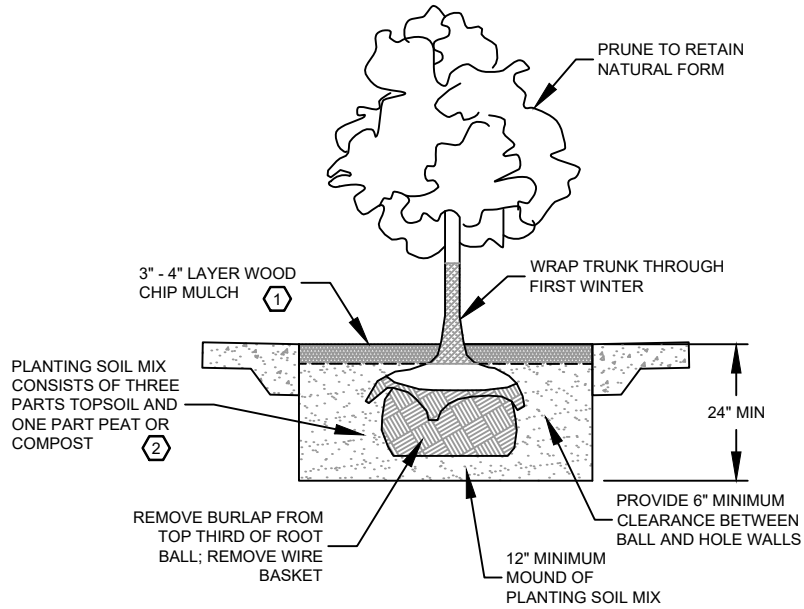 PRUNE TO RETAIN
NATURAL FORM
3" - 4" LAYER WOOD
CHIP MULCH
1
WRAP TRUNK THROUGH
FIRST WINTER
PLANTING SOIL MIX
CONSISTS OF THREE
PARTS TOPSOIL AND
ONE PART PEAT OR
COMPOST
2
24" MIN
REMOVE BURLAP FROM
TOP THIRD OF ROOT
BALL; REMOVE WIRE
BASKET
12" MINIMUM
MOUND OF
PLANTING SOIL MIX
PROVIDE 6" MINIMUM
CLEARANCE BETWEEN
BALL AND HOLE WALLS